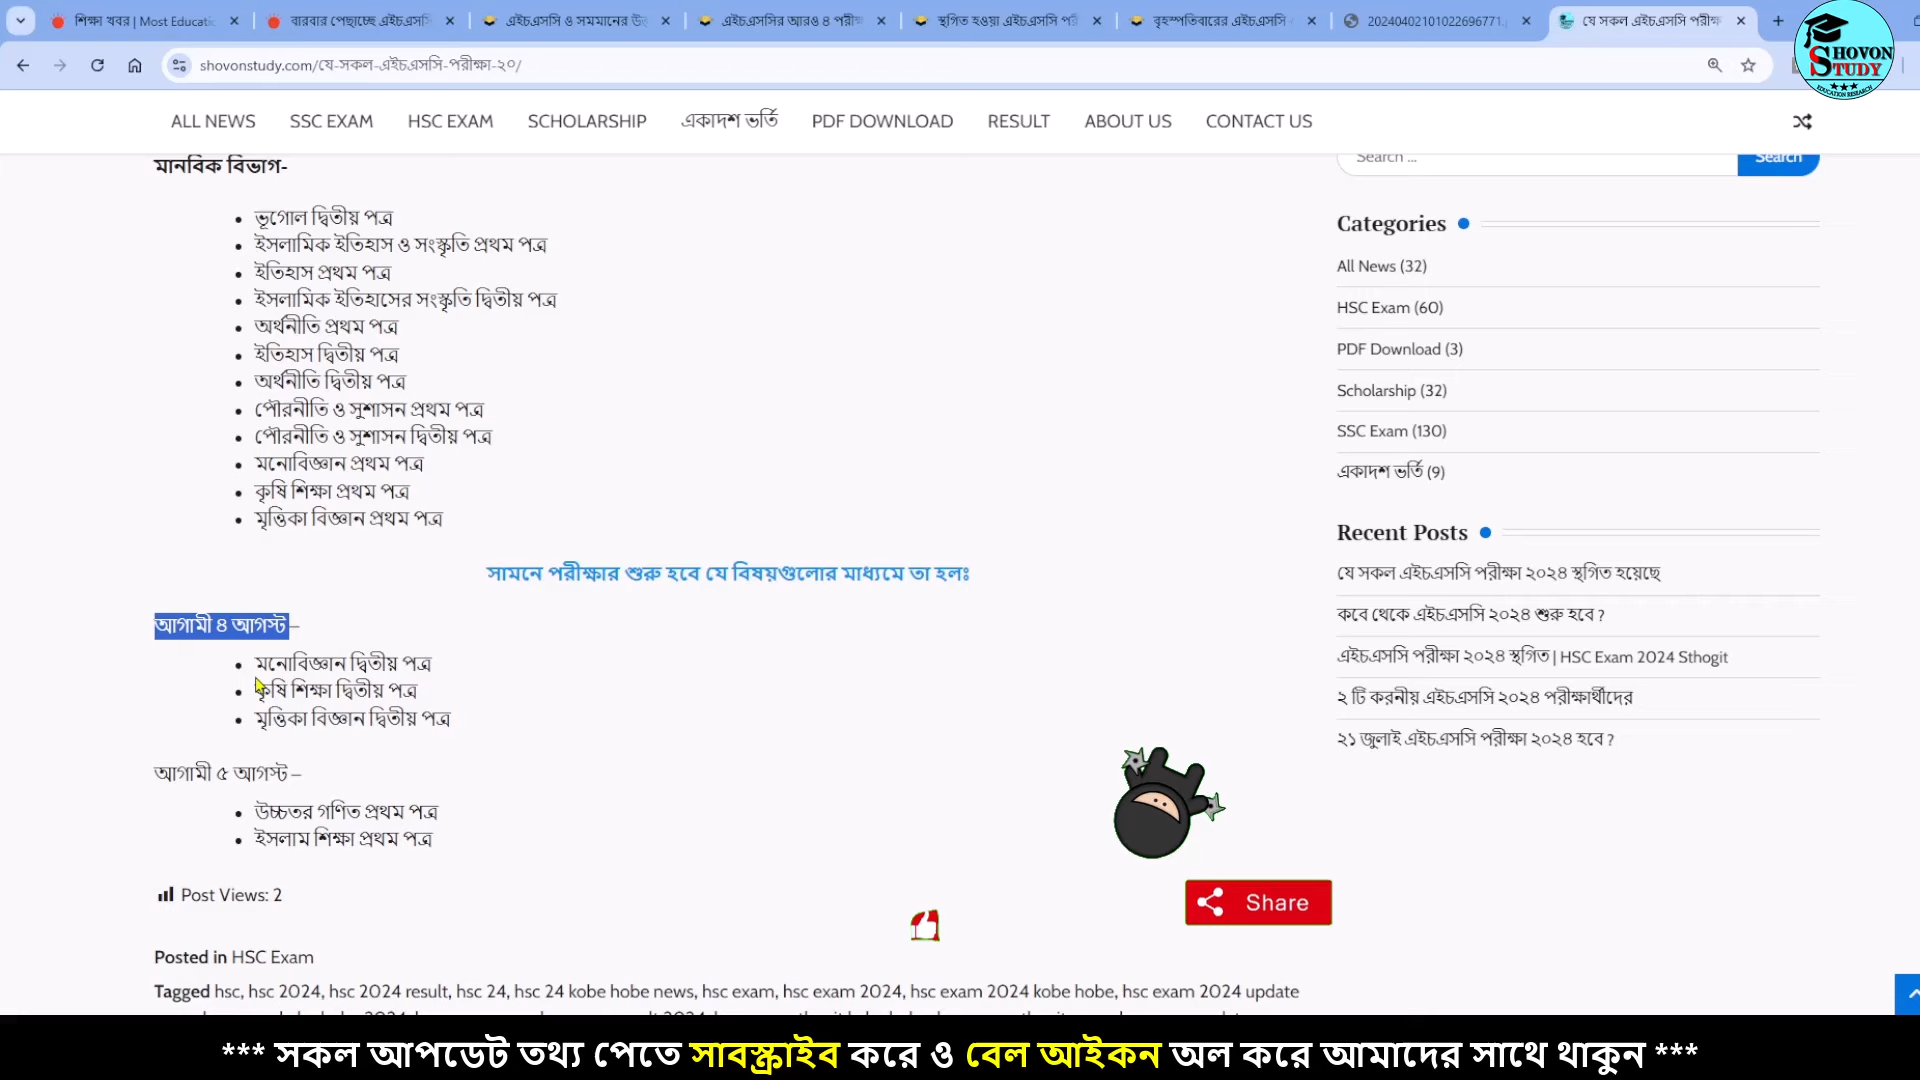 শিক্ষা খবর | Most Educatic
বারবার পেছাচ্ছে এইচএসসি
এইচএসসি ও সমমানের উ
এইচএসসির আরও ৪ পরীক্ষ
স্থগিত হওয়া এইচএসসি পরী
বৃহস্পতিবারের এইচএসসি
20240402101022696771.
যে সকল এইচএসসি পরীক্ষ
shovonstudy.com/যে-সকল-এইচএসসি-পরীক্ষা-২০/
SHOVON
STUDY
EDUCATION RESEARCH
ALL NEWS SSC EXAM HSC EXAM SCHOLARSHIP একাদশ ভর্তি PDF DOWNLOAD RESULT ABOUT US CONTACT US
মানবিক বিভাগ-
• ভূগোল দ্বিতীয় পত্র
• ইসলামিক ইতিহাস ও সংস্কৃতি প্রথম পত্র
• ইতিহাস প্রথম পত্র
• ইসলামিক ইতিহাসের সংস্কৃতি দ্বিতীয় পত্র
• অর্থনীতি প্রথম পত্র
• ইতিহাস দ্বিতীয় পত্র
• অর্থনীতি দ্বিতীয় পত্র
• পৌরনীতি ও সুশাসন প্রথম পত্র
• পৌরনীতি ও সুশাসন দ্বিতীয় পত্র
• মনোবিজ্ঞান প্রথম পত্র
• কৃষি শিক্ষা প্রথম পত্র
• মৃত্তিকা বিজ্ঞান প্রথম পত্র
সামনে পরীক্ষার শুরু হবে যে বিষয়গুলোর মাধ্যমে তা হলঃ
আগামী ৪ আগস্ট –
• মনোবিজ্ঞান দ্বিতীয় পত্র
• কৃষি শিক্ষা দ্বিতীয় পত্র
• মৃত্তিকা বিজ্ঞান দ্বিতীয় পত্র
আগামী ৫ আগস্ট –
• উচ্চতর গণিত প্রথম পত্র
• ইসলাম শিক্ষা প্রথম পত্র
Post Views: 2
Posted in HSC Exam
Tagged hsc, hsc 2024, hsc 2024 result, hsc 24, hsc 24 kobe hobe news, hsc exam, hsc exam 2024, hsc exam 2024 kobe hobe, hsc exam 2024 update
Search ...
Search
Categories
All News (32)
HSC Exam (60)
PDF Download (3)
Scholarship (32)
SSC Exam (130)
একাদশ ভর্তি (9)
Recent Posts
যে সকল এইচএসসি পরীক্ষা ২০২৪ স্থগিত হয়েছে
কবে থেকে এইচএসসি ২০২৪ শুরু হবে ?
এইচএসসি পরীক্ষা ২০২৪ স্থগিত | HSC Exam 2024 Sthogit
২ টি করনীয় এইচএসসি ২০২৪ পরীক্ষার্থীদের
২১ জুলাই এইচএসসি পরীক্ষা ২০২৪ হবে ?
Share
*** সকল আপডেট তথ্য পেতে সাবস্ক্রাইব করে ও বেল আইকন অল করে আমাদের সাথে থাকুন ***